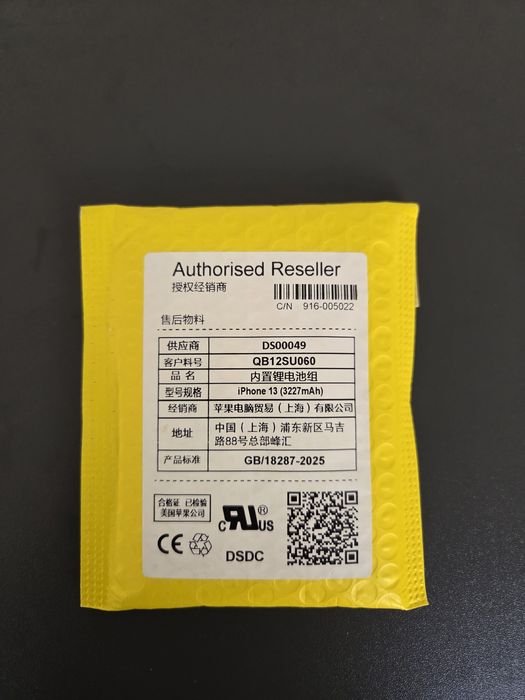 Authorised Reseller
授权经销商
C/N 916-005022
售后物料
供应商 DS00049
客户料号 QB12SU060
品 名 内置锂电池组
型号规格 iPhone 13 (3227mAh)
经销商 苹果电脑贸易（上海）有限公司
地址 中国（上海）浦东新区马吉
路88号总部峰汇
产品标准 GB/18287-2025
合格证 已检验
美国苹果公司
C RU ® US
CE
DSDC